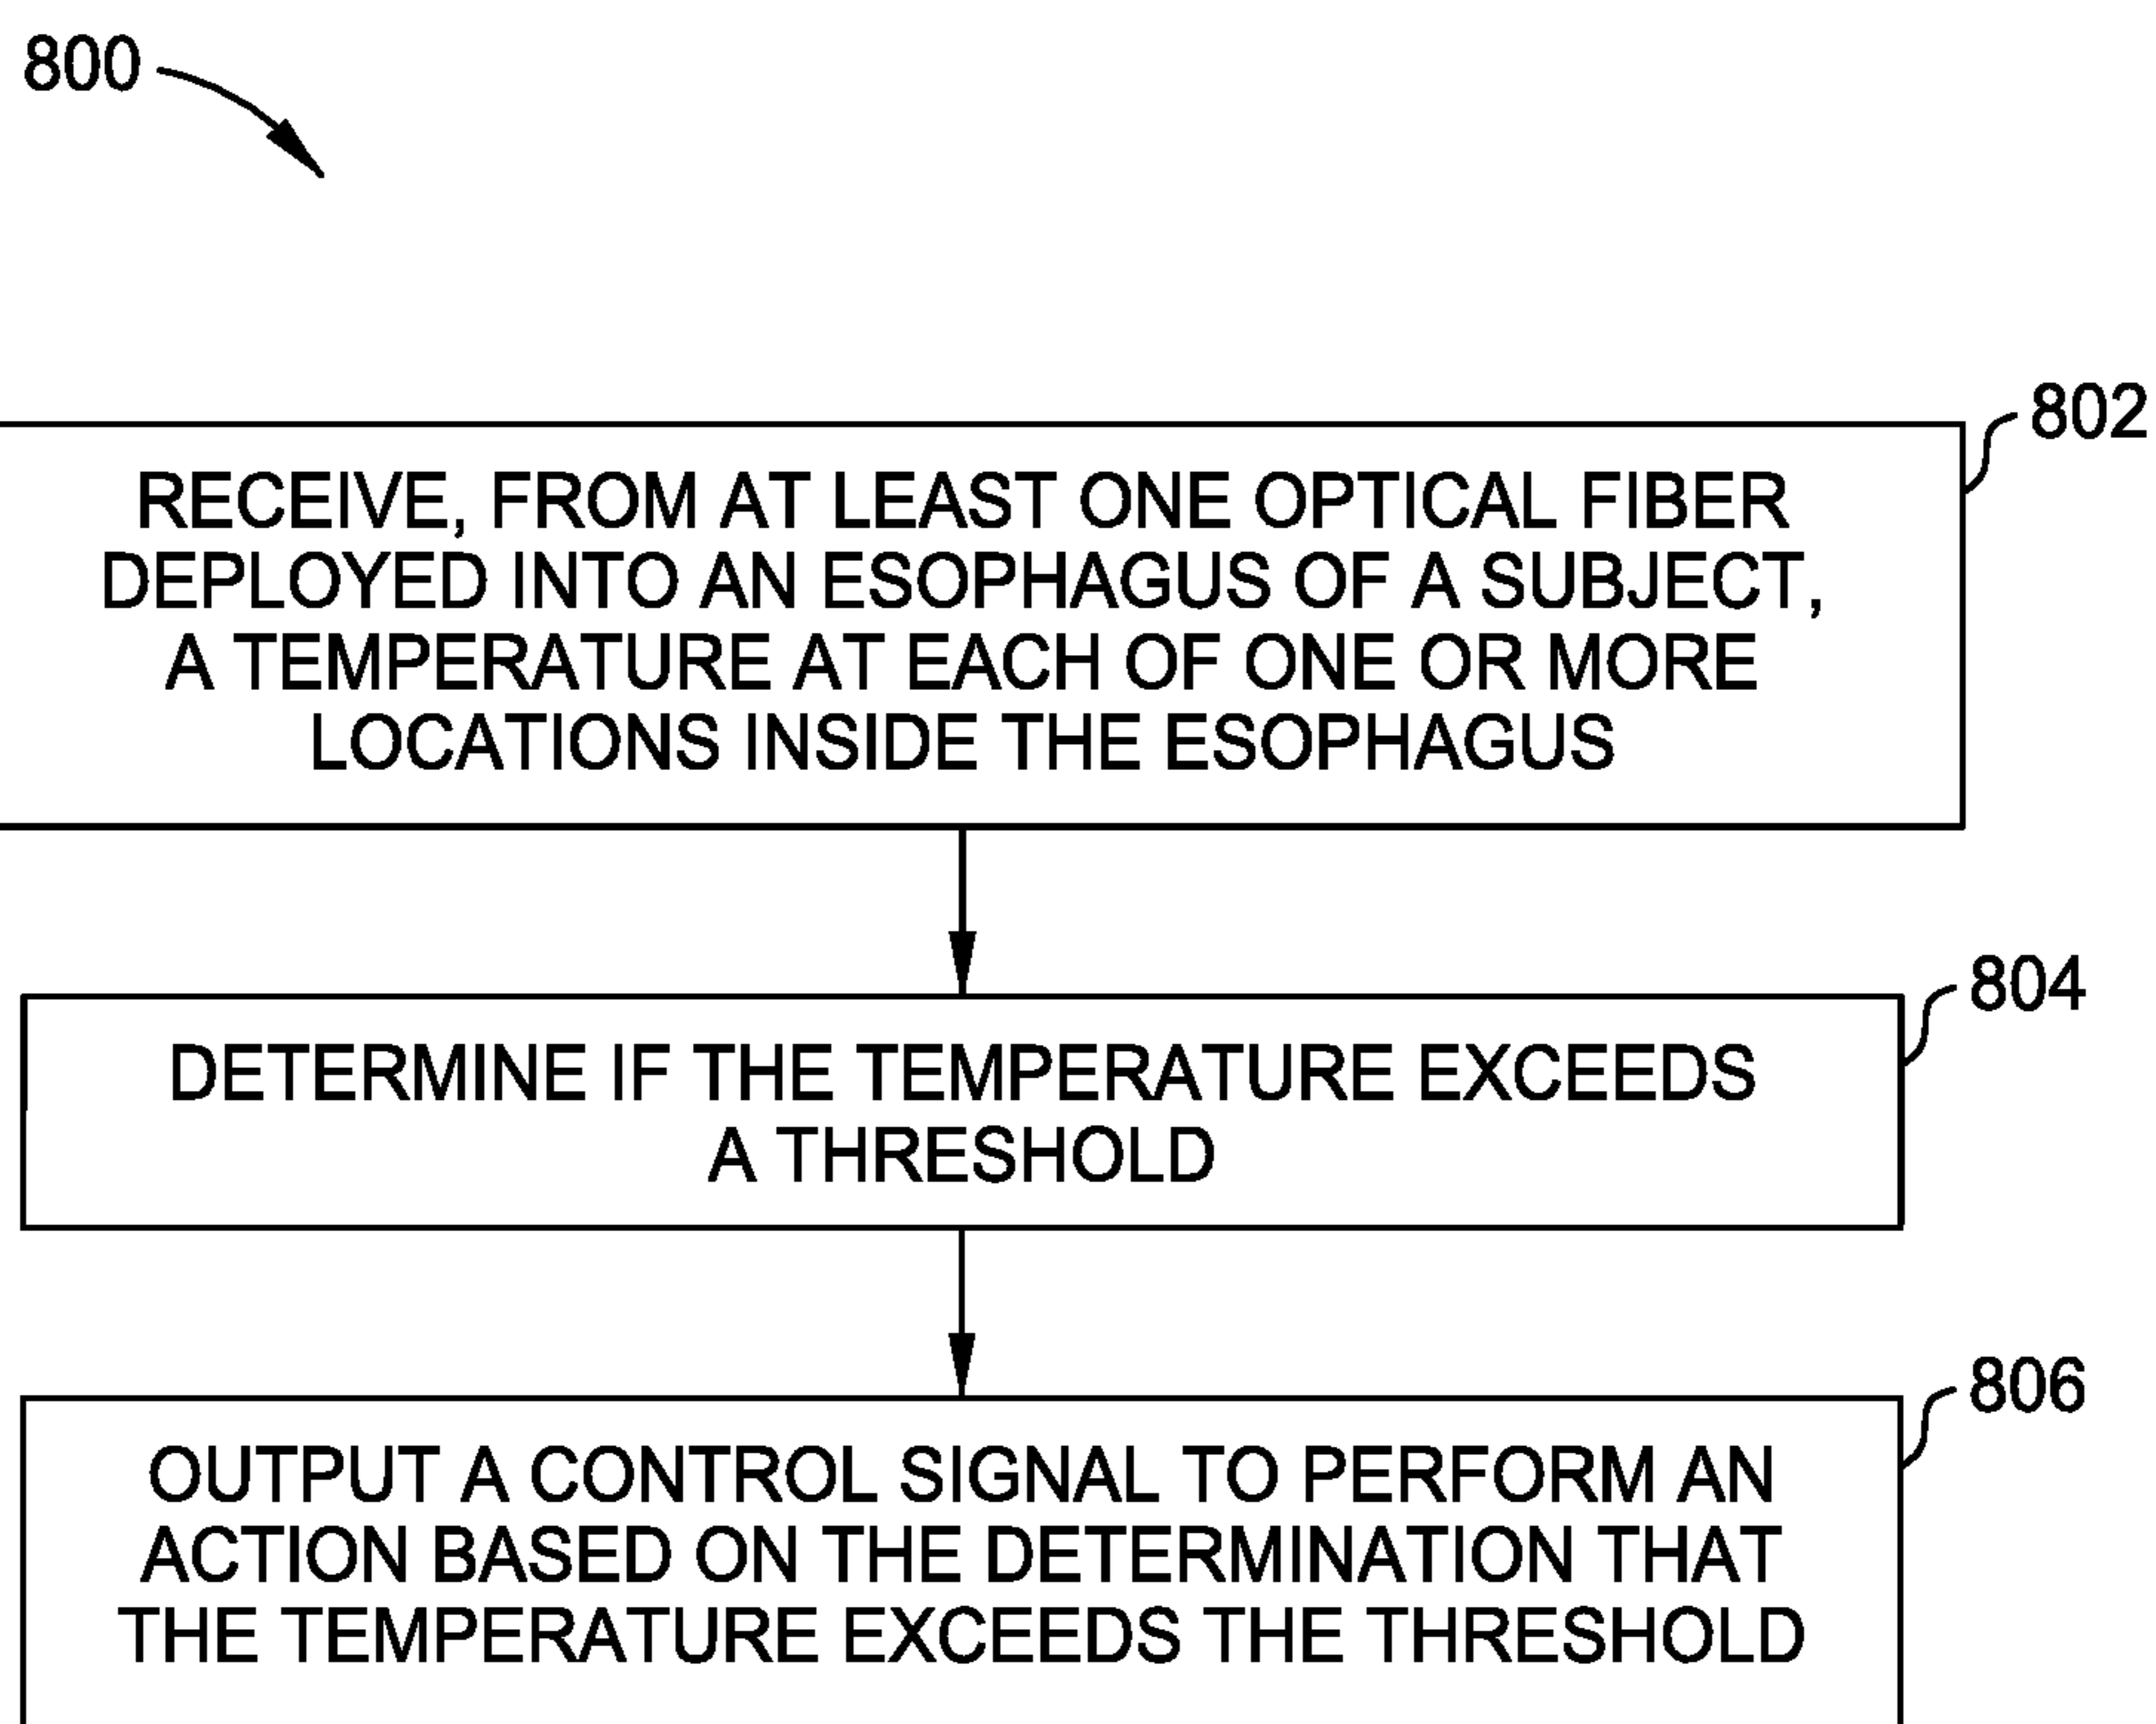 800
802
RECEIVE, FROM AT LEAST ONE OPTICAL FIBER
DEPLOYED INTO AN ESOPHAGUS OF A SUBJECT,
A TEMPERATURE AT EACH OF ONE OR MORE
LOCATIONS INSIDE THE ESOPHAGUS
804
DETERMINE IF THE TEMPERATURE EXCEEDS
A THRESHOLD
806
OUTPUT A CONTROL SIGNAL TO PERFORM AN
ACTION BASED ON THE DETERMINATION THAT
THE TEMPERATURE EXCEEDS THE THRESHOLD